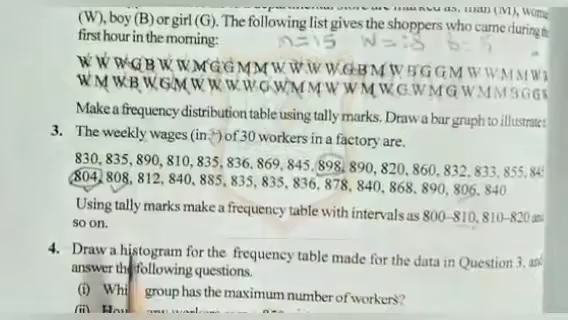 (W), boy (B) or girl (G). The following list gives the shoppers who came during
first hour in the morning:
n=15 W =
W W W G B W W M G G M M W W W W G B M W B G G M W W M M W
W M W B W G M W W W W G W M M W W M W G W M G W M M B G G
Make a frequency distribution table using tally marks. Draw a bar graph to illustrate
3. The weekly wages (in ) of 30 workers in a factory are.
830, 835, 890, 810, 835, 836, 869, 845, 898, 890, 820, 860, 832, 833, 855, 845
804, 808, 812, 840, 885, 835, 835, 836, 878, 840, 868, 890, 806, 840
Using tally marks make a frequency table with intervals as 800–810, 810–820 and
so on.
4. Draw a histogram for the frequency table made for the data in Question 3, and
answer the following questions.
(i) Whi group has the maximum number of workers?
(ii) How